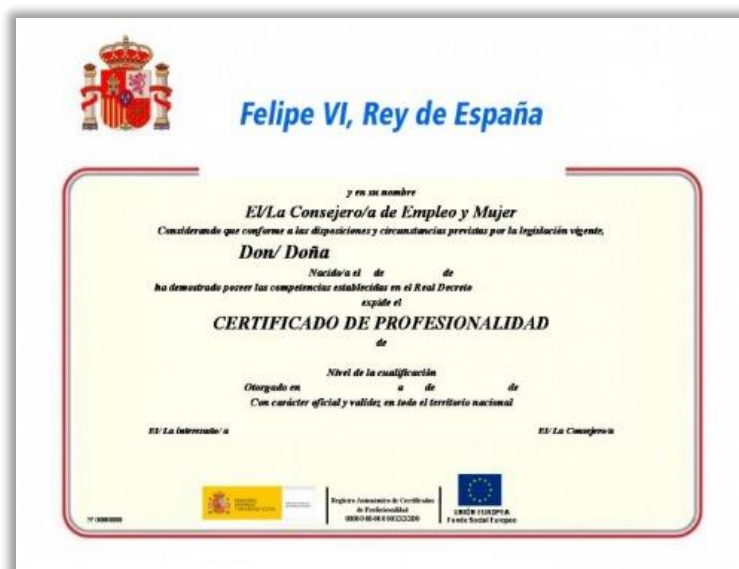 Felipe VI, Rey de España
y en su nombre
El/La Consejero/a de Empleo y Mujer
Considerando que conforme a las disposiciones y circunstancias previstas por la legislación vigente,
Don/ Doña
Nacido/a el de de
ha demostrado poseer las competencias establecidas en el Real Decreto
expide el
CERTIFICADO DE PROFESIONALIDAD
de
Nivel de la cualificación
Otorgado en a de de
Con carácter oficial y validez en todo el territorio nacional
El/ La interesado/ a
El/ La Consejero/a
Registro Autonómico de Certificados
de Profesionalidad
UNIÓN EUROPEA
Fondo Social Europeo